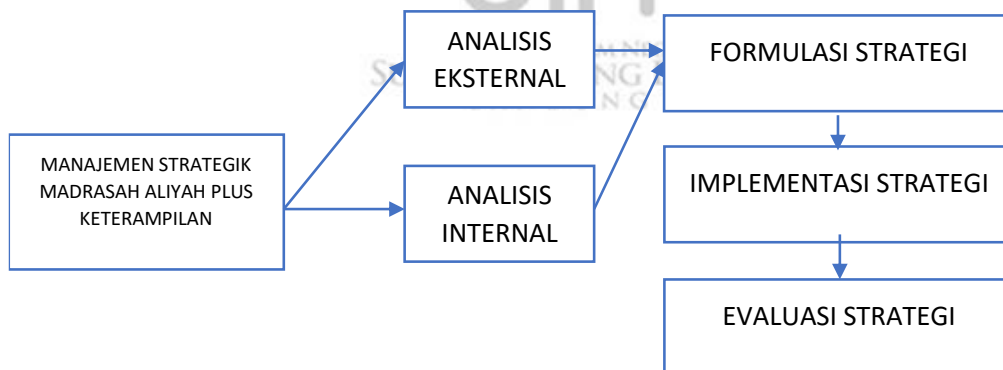 MANAJEMEN STRATEGIK
MADRASAH ALIYAH PLUS
KETERAMPILAN
ANALISIS
EKSTERNAL
ANALISIS
INTERNAL
FORMULASI STRATEGI
IMPLEMENTASI STRATEGI
EVALUASI STRATEGI